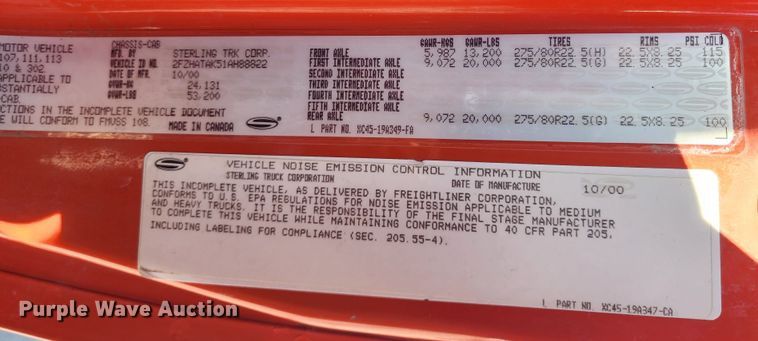 MOTOR VEHICLE
107,111,113
10 & 302
APPLICABLE TO
STANTIALLY
-CAB.
CTIONS IN THE INCOMPLETE VEHICLE DOCUMENT
E WILL CONFORM TO FMVSS 108.
MADE IN CANADA
CHASSIS-CAB
MFD. BY STERLING TRK CORP.
VEHICLE ID NO. 2FZHATAK51AH88822
DATE OF MFD. 10/00
GVWR-KG 24,131
GVWR-LBS 53,200
GAWR-KGS GAWR-LBS TIRES RIMS PSI COLD
FRONT AXLE 5,987 13,200 275/80R22.5(H) 22.5X8.25 115
FIRST INTERMEDIATE AXLE 9,072 20,000 275/80R22.5(G) 22.5X8.25 100
SECOND INTERMEDIATE AXLE
THIRD INTERMEDIATE AXLE
FOURTH INTERMEDIATE AXLE
FIFTH INTERMEDIATE AXLE
REAR AXLE 9,072 20,000 275/80R22.5(G) 22.5X8.25 100
L PART NO. XC45-19A349-FA
VEHICLE NOISE EMISSION CONTROL INFORMATION
STERLING TRUCK CORPORATION DATE OF MANUFACTURE 10/00
THIS INCOMPLETE VEHICLE, AS DELIVERED BY FREIGHTLINER CORPORATION,
CONFORMS TO U.S. EPA REGULATIONS FOR NOISE EMISSION APPLICABLE TO MEDIUM
AND HEAVY TRUCKS. IT IS THE RESPONSIBILITY OF THE FINAL STAGE MANUFACTURER
TO COMPLETE THIS VEHICLE WHILE MAINTAINING CONFORMANCE TO 40 CFR PART 205,
INCLUDING LABELING FOR COMPLIANCE (SEC. 205.55-4).
L PART NO. XC45-19A347-CA
Purple Wave Auction